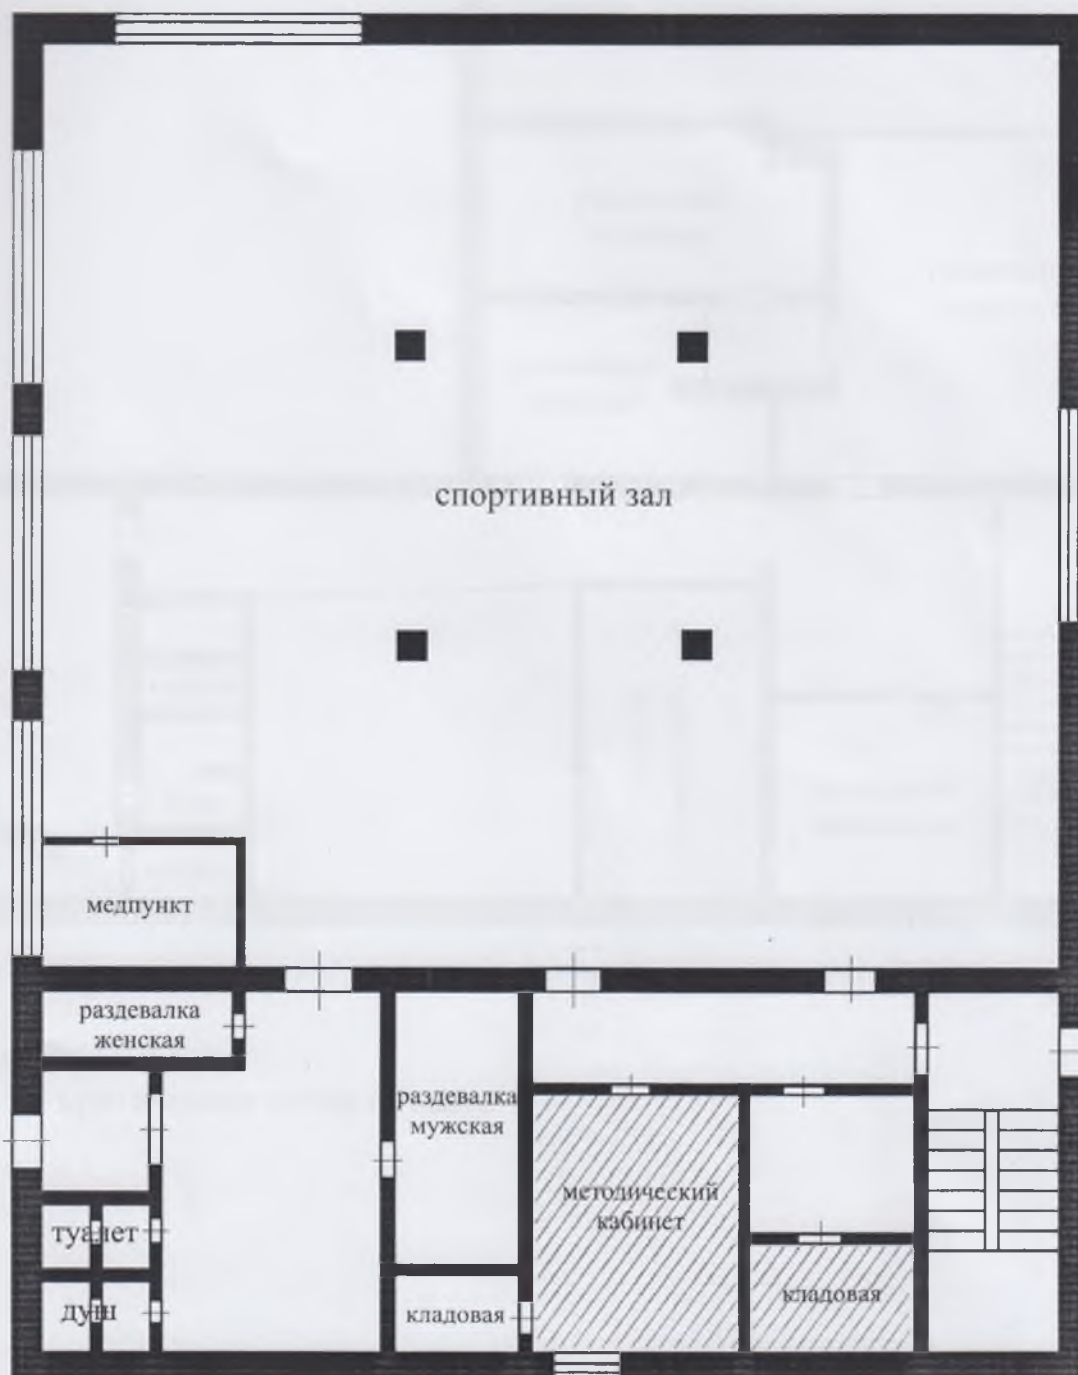 спортивный зал
медпункт
раздевалка
женская
раздевалка
мужская
методический
кабинет
туалет
душ
кладовая
кладовая